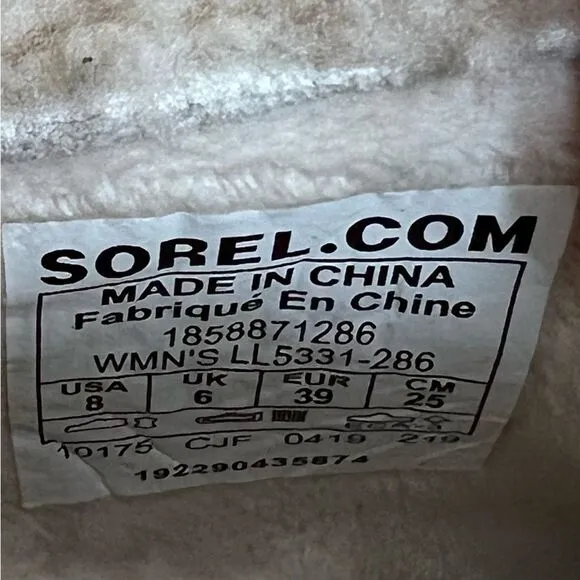 SOREL.COM
MADE IN CHINA
Fabriqué En Chine
1858871286
WMN'S LL5331-286
USA UK EUR CM
8 6 39 25
10175 CJF 0419 219
192290435874